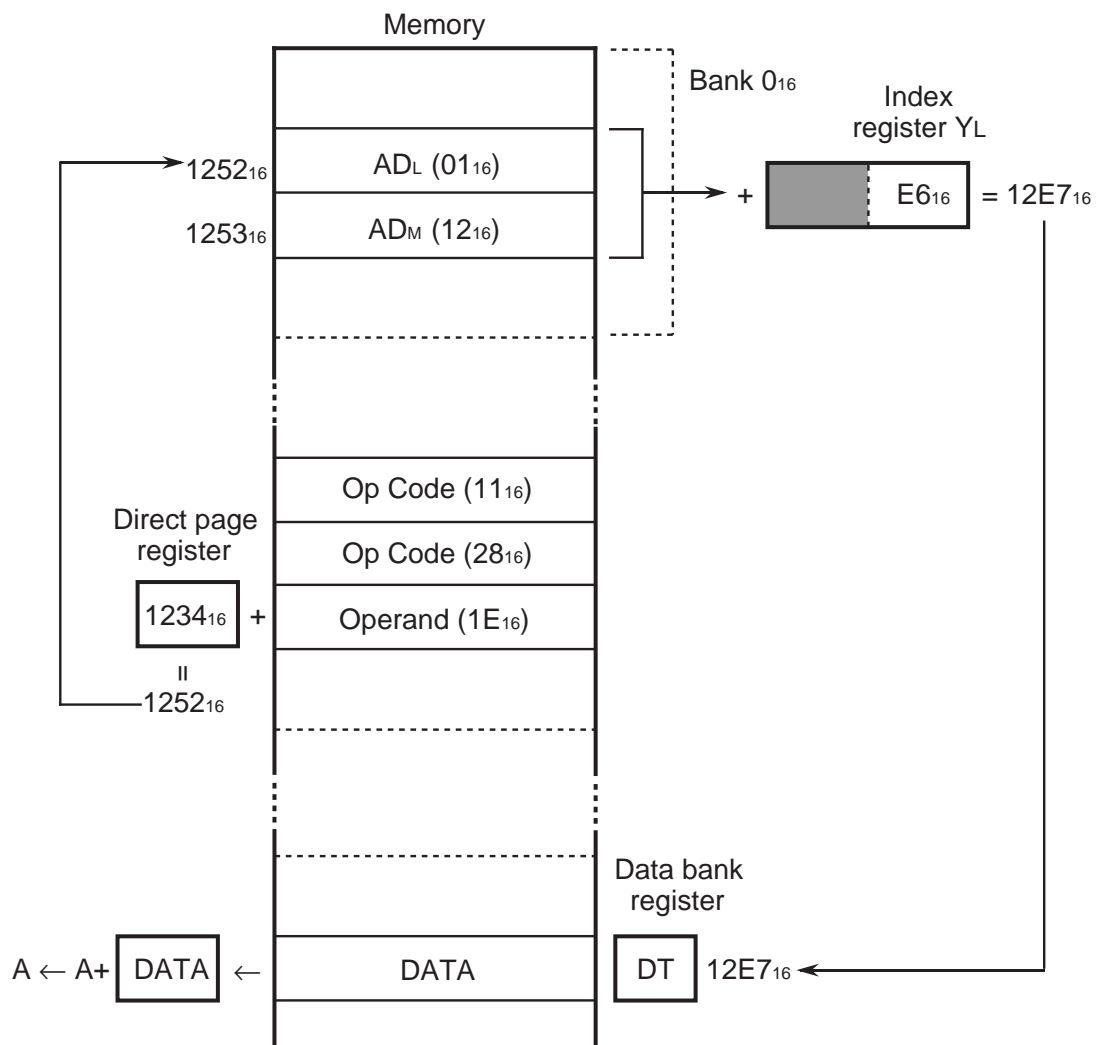 Memory
Bank 0₁₆
Index
register YL
1252₁₆
ADL (01₁₆)
+ E6₁₆ = 12E7₁₆
1253₁₆
ADM (12₁₆)
Op Code (11₁₆)
Direct page
register
Op Code (28₁₆)
1234₁₆ + Operand (1E₁₆)
=
1252₁₆
Data bank
register
A ← A+ DATA ← DATA
DT 12E7₁₆